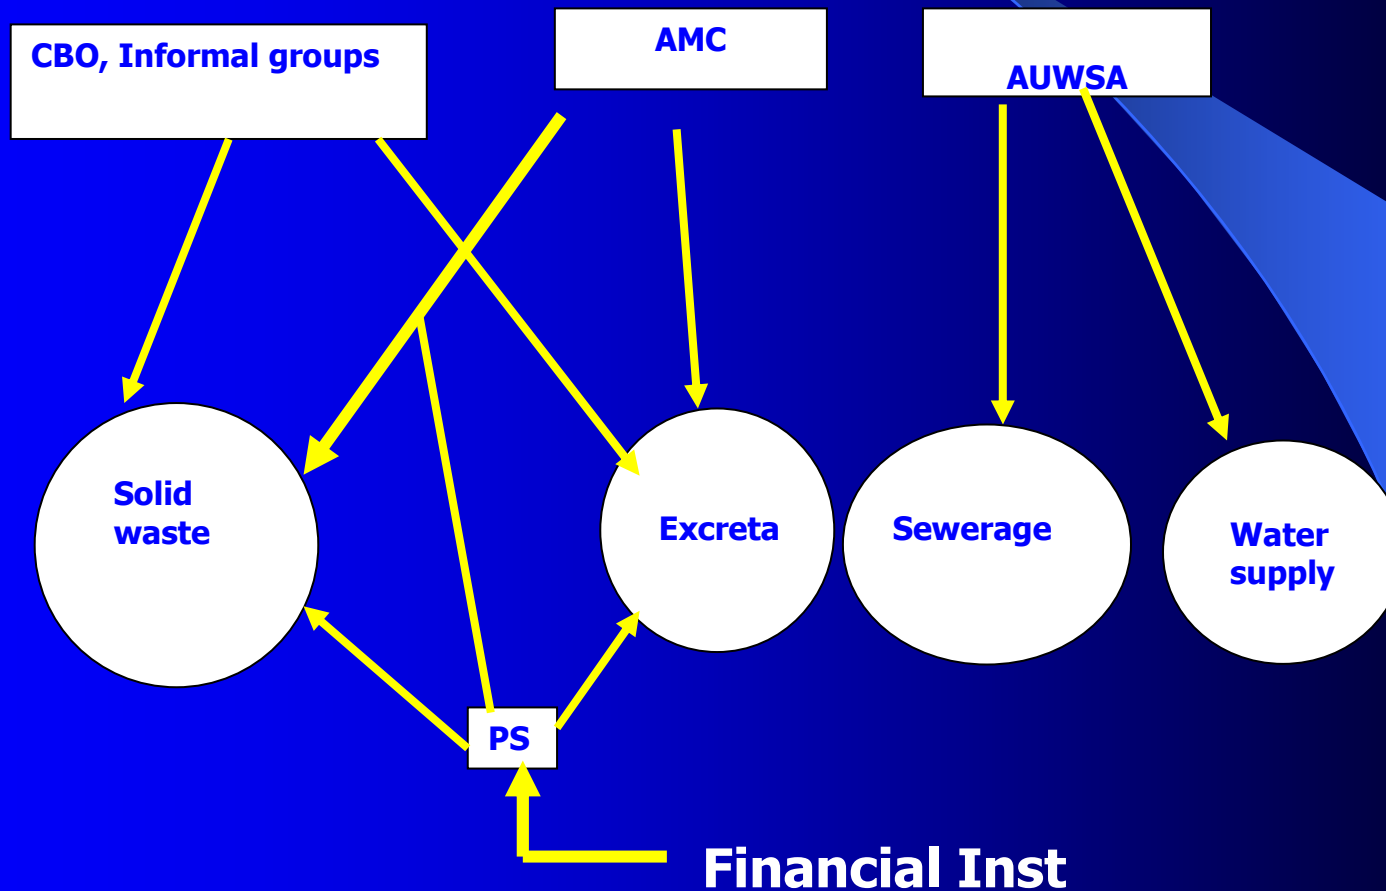 CBO, Informal groups
AMC
AUWSA
Solid
waste
Excreta
Sewerage
Water
supply
PS
Financial Inst